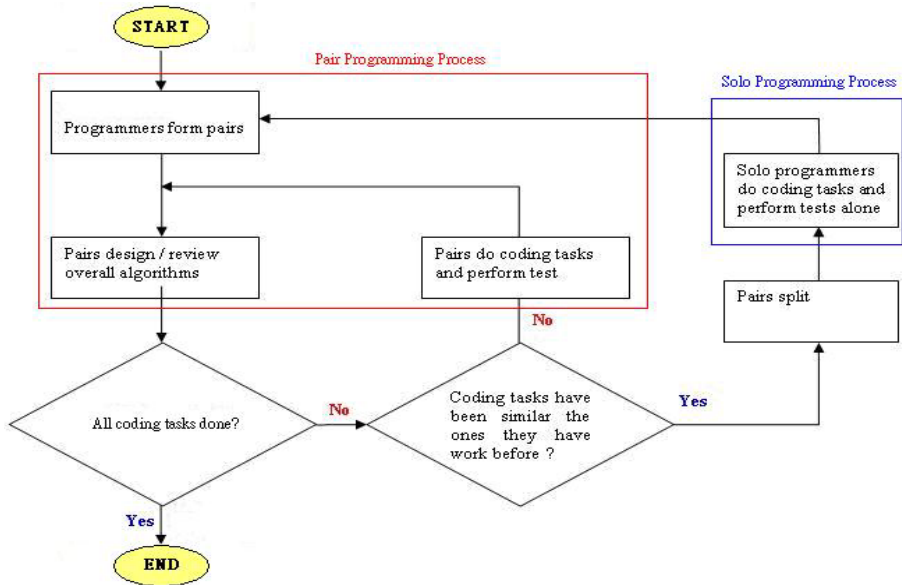 START
Pair Programming Process
Solo Programming Process
Programmers form pairs
Solo programmers
do coding tasks and
perform tests alone
Pairs design / review
overall algorithms
Pairs do coding tasks
and perform test
Pairs split
No
All coding tasks done?
No
Coding tasks have
been similar the
ones they have
work before ?
Yes
Yes
END